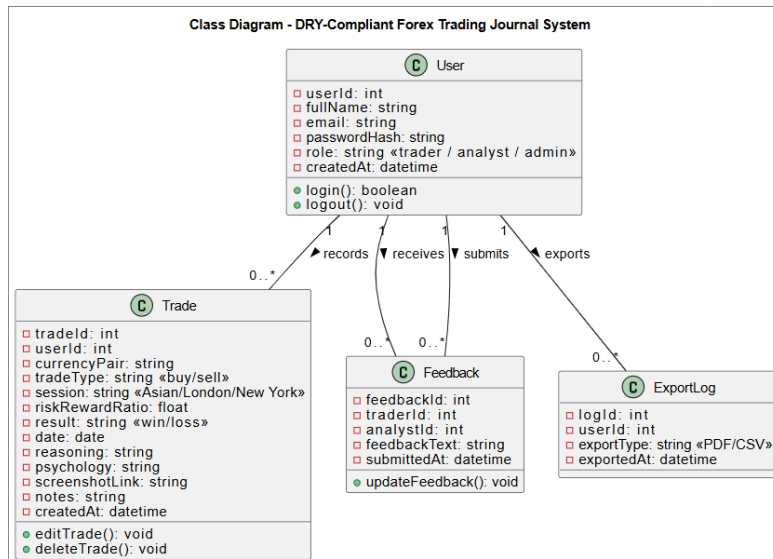 Class Diagram - DRY-Compliant Forex Trading Journal System
C User
userId: int
fullName: string
email: string
passwordHash: string
role: string «trader / analyst / admin»
createdAt: datetime
login(): boolean
logout(): void
1 1 1 1
records receives submits exports
0..* 0..* 0..* 0..*
C Trade
tradeId: int
userId: int
currencyPair: string
tradeType: string «buy/sell»
session: string «Asian/London/New York»
riskRewardRatio: float
result: string «win/loss»
date: date
reasoning: string
psychology: string
screenshotLink: string
notes: string
createdAt: datetime
editTrade(): void
deleteTrade(): void
C Feedback
feedbackId: int
traderId: int
analystId: int
feedbackText: string
submittedAt: datetime
updateFeedback(): void
C ExportLog
logId: int
userId: int
exportType: string «PDF/CSV»
exportedAt: datetime